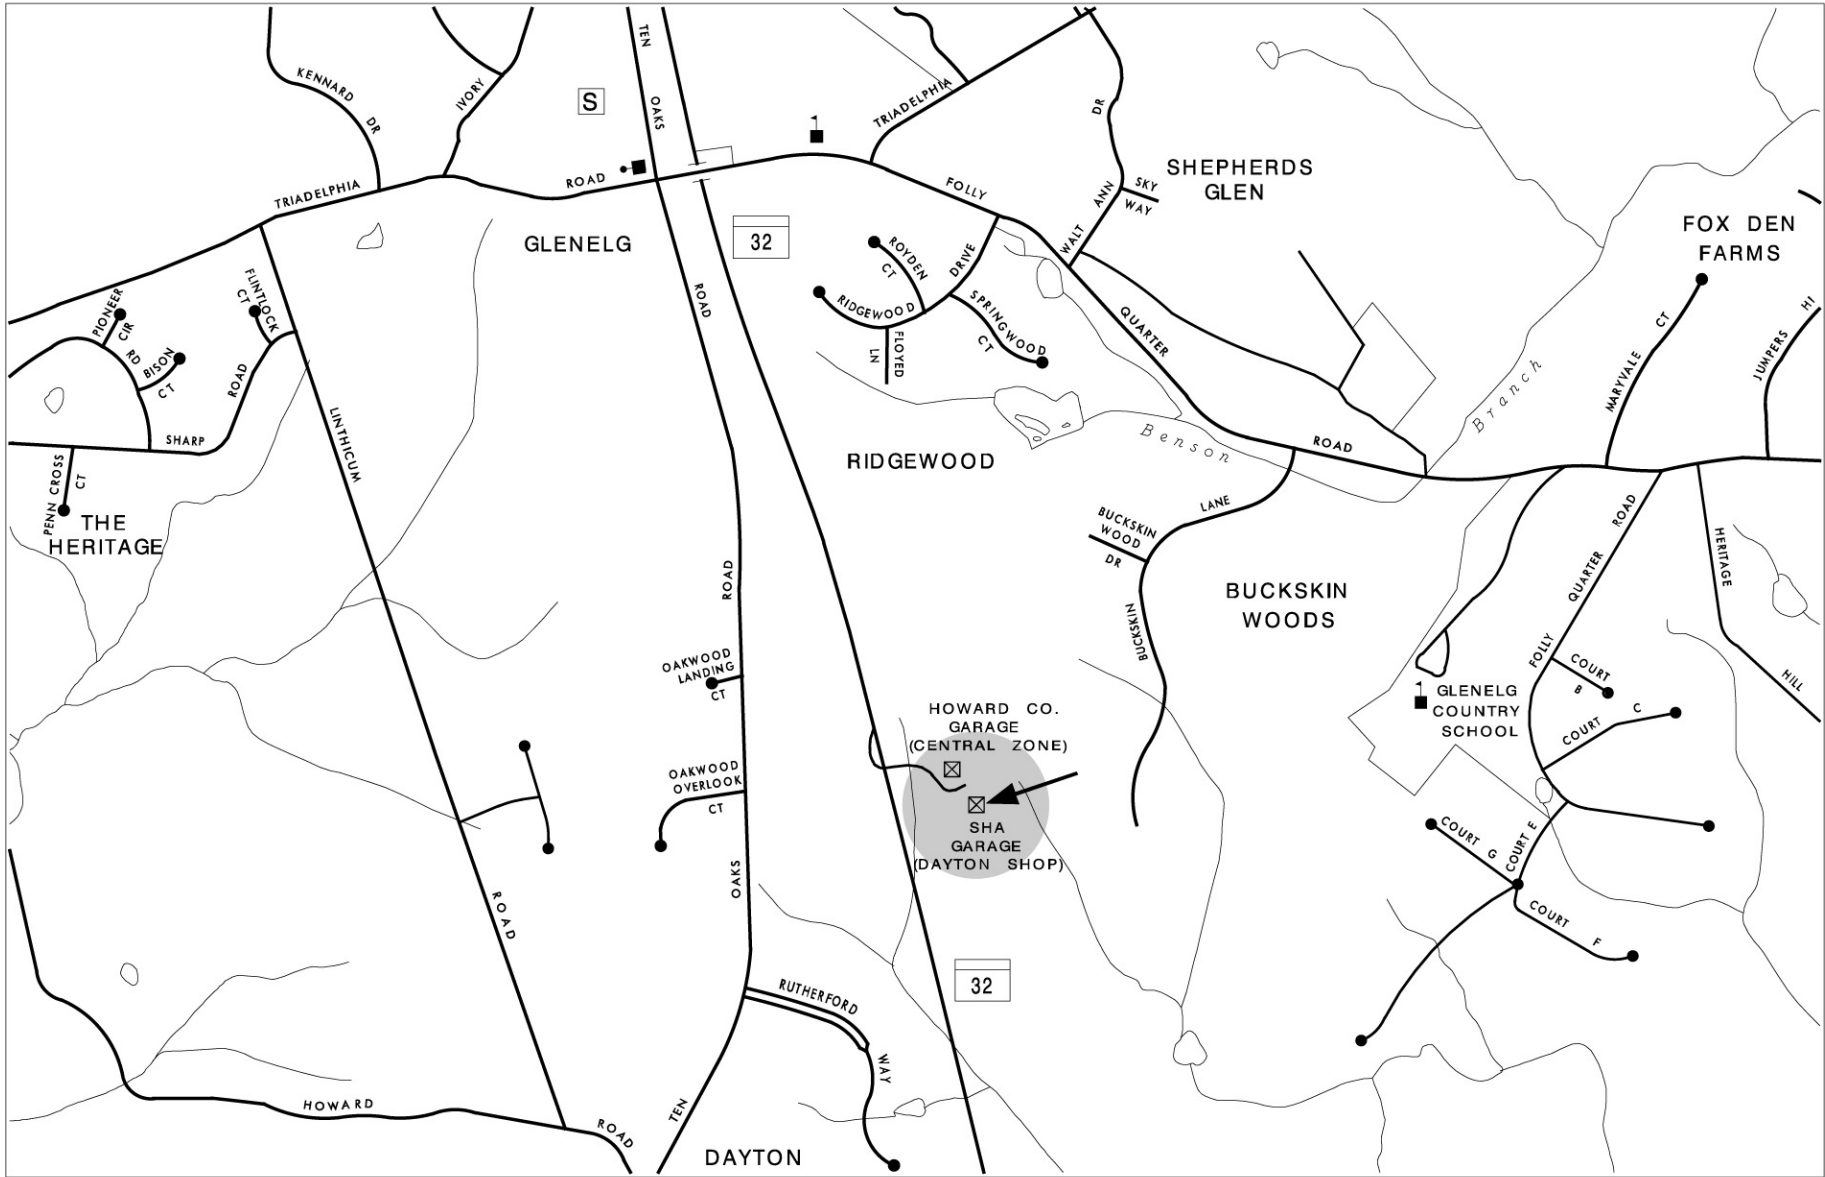 KENNARD DR
IVORY
TEN OAKS
S
TRIADELPHIA
DR
SHEPHERDS
GLEN
SKY
WAY
WALT ANN
TRIADELPHIA
ROAD
FOLLY
FOX DEN
FARMS
GLENELG
32
ROYDEN
CT
DRIVE
RIDGEWOOD
FLOYED
LN
SPRINGWOOD
CT
QUARTER
ROAD
PIONEER
CIR
FLINTLOCK
CT
RD
BISON
CT
ROAD
SHARP
LINTHICUM
ROAD
Benson
Branch
MARYVALE CT
JUMPERS HI
RIDGEWOOD
PENN CROSS
CT
THE
HERITAGE
LANE
BUCKSKIN
WOOD
DR
BUCKSKIN
BUCKSKIN
WOODS
ROAD
QUARTER
FOLLY
HERITAGE
HILL
ROAD
OAKWOOD
LANDING
CT
COURT
B
GLENELG
COUNTRY
SCHOOL
COURT C
HOWARD CO.
GARAGE
(CENTRAL ZONE)
OAKWOOD
OVERLOOK
CT
SHA
GARAGE
(DAYTON SHOP)
COURT G
COURT E
COURT F
OAKS
ROAD
32
RUTHERFORD
WAY
HOWARD
ROAD
TEN
DAYTON